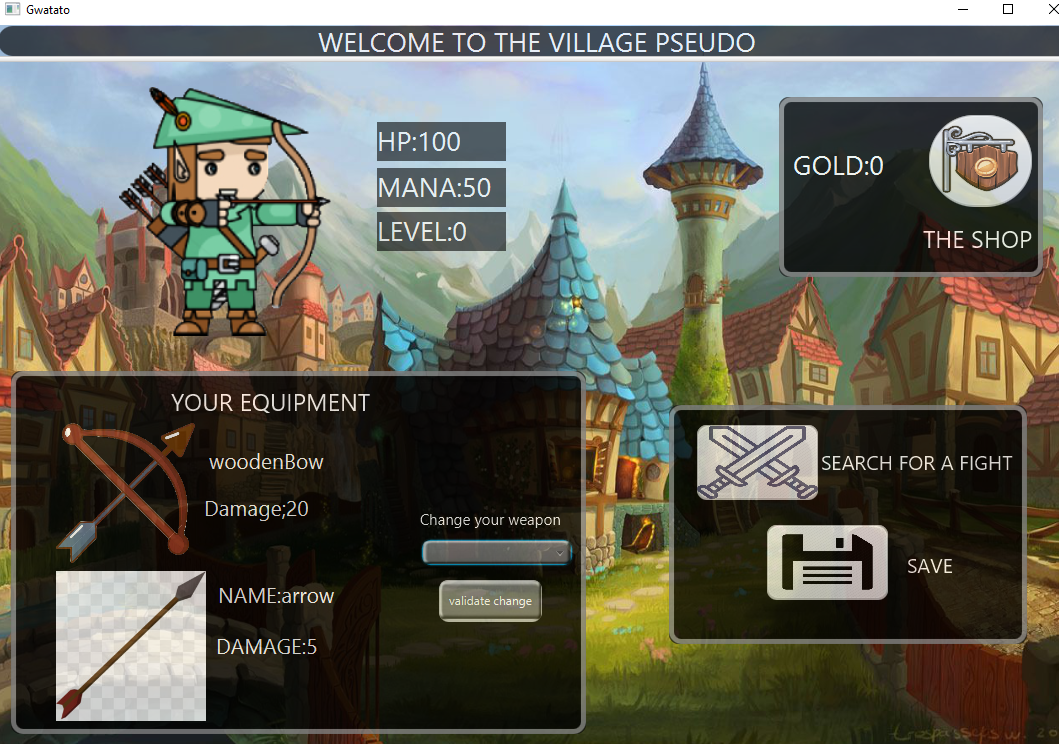 Gwatato
WELCOME TO THE VILLAGE PSEUDO
HP:100
MANA:50
LEVEL:0
GOLD:0
THE SHOP
YOUR EQUIPMENT
woodenBow
Damage;20
Change your weapon
validate change
NAME:arrow
DAMAGE:5
SEARCH FOR A FIGHT
SAVE